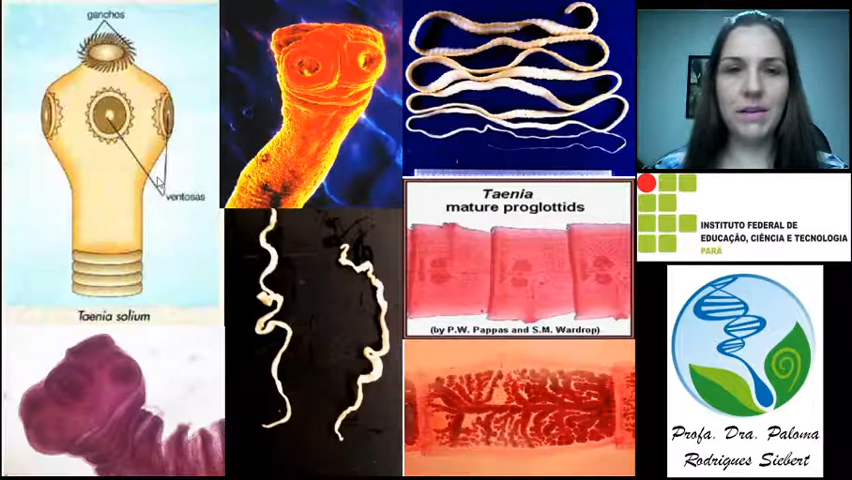 ganchos
ventosas
Taenia solium
Taenia
mature proglottids
(by P.W. Pappas and S.M. Wardrop)
INSTITUTO FEDERAL DE
EDUCAÇÃO, CIÊNCIA E TECNOLOGIA
PARÁ
Profa. Dra. Paloma
Rodrigues Siebert